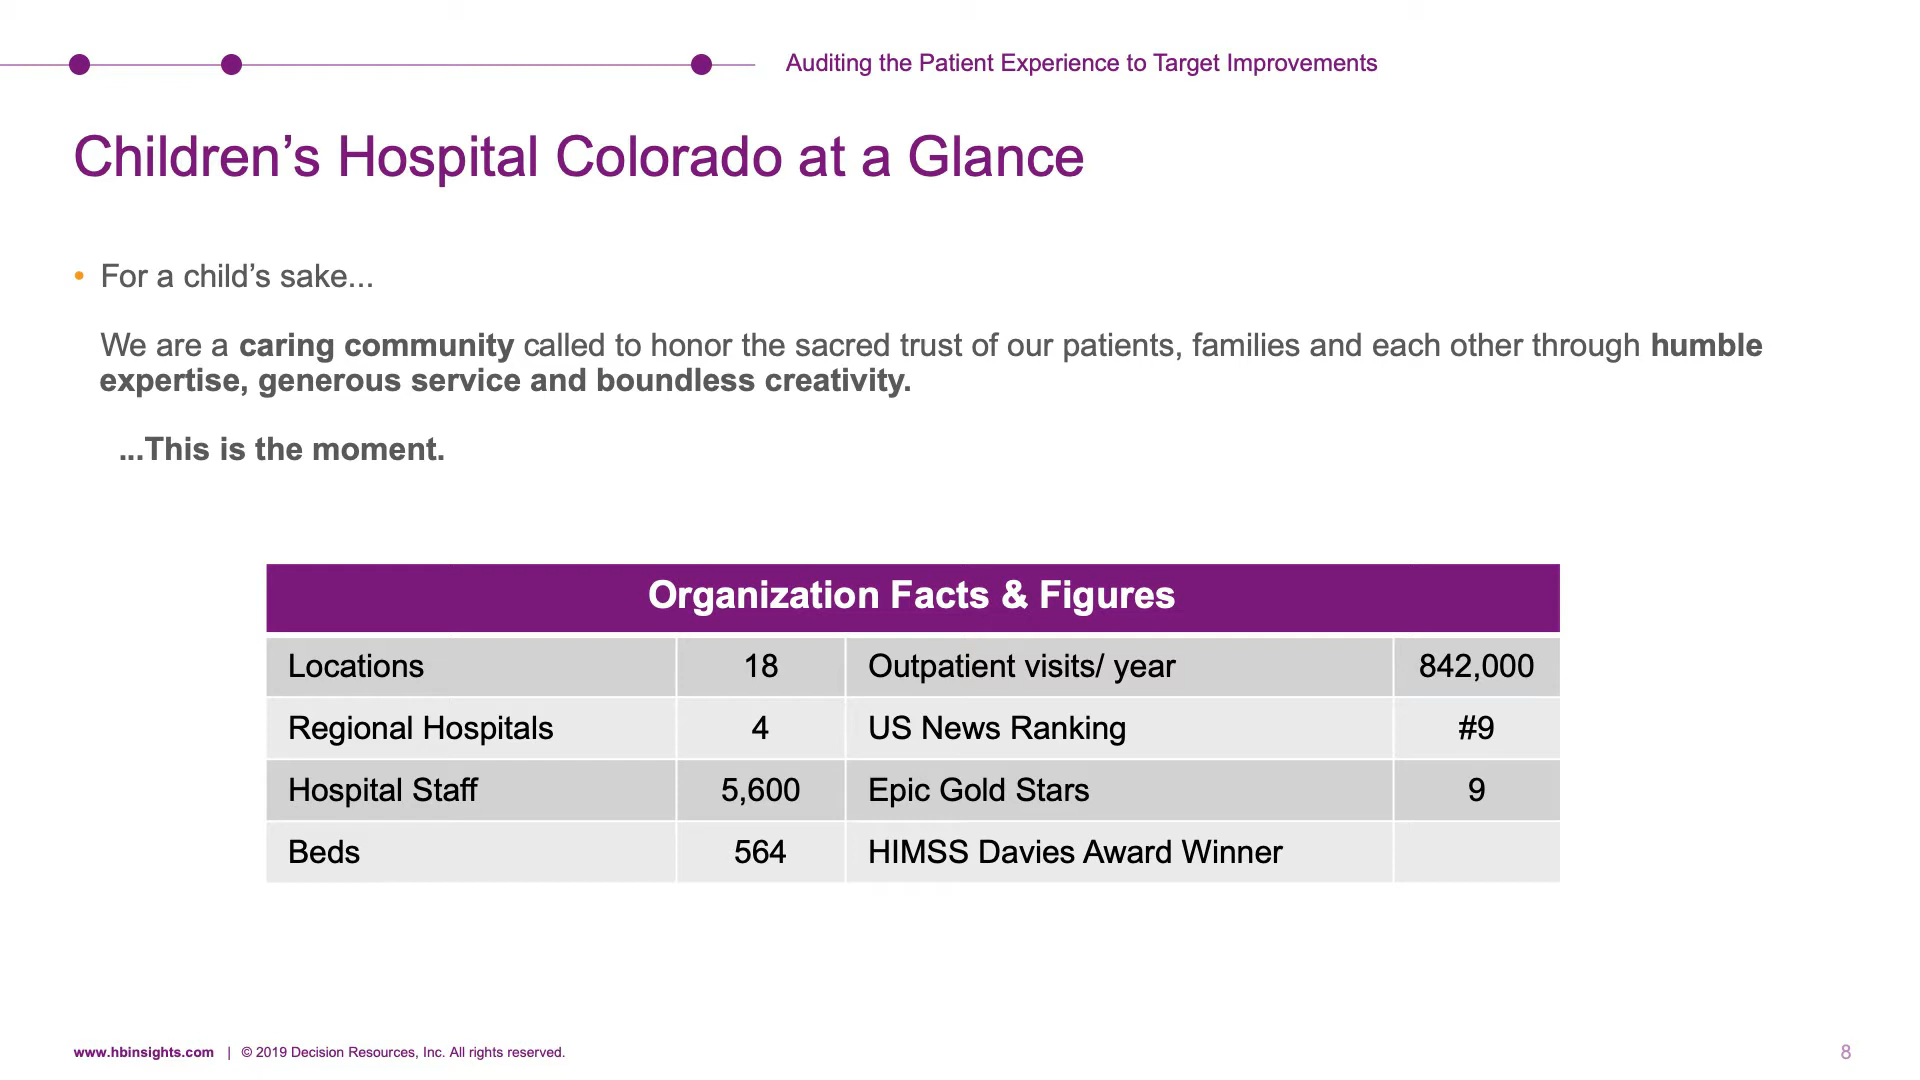 Auditing the Patient Experience to Target Improvements
Children’s Hospital Colorado at a Glance
• For a child’s sake...
We are a caring community called to honor the sacred trust of our patients, families and each other through humble
expertise, generous service and boundless creativity.
...This is the moment.
Organization Facts & Figures
Locations 18 Outpatient visits/ year 842,000
Regional Hospitals 4 US News Ranking #9
Hospital Staff 5,600 Epic Gold Stars 9
Beds 564 HIMSS Davies Award Winner
www.hbinsights.com | © 2019 Decision Resources, Inc. All rights reserved.
8